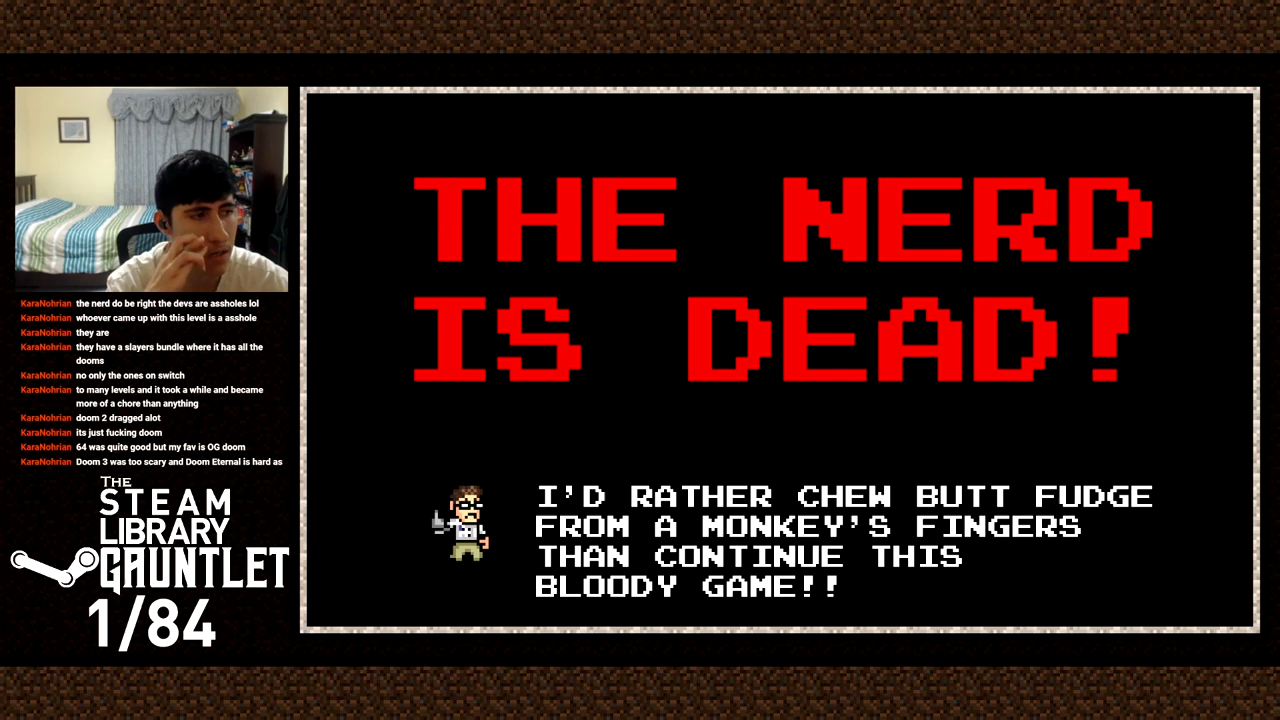 KaraNohrian the nerd do be right the devs are assholes lol
KaraNohrian whoever came up with this level is a asshole
KaraNohrian they are
KaraNohrian they have a slayers bundle where it has all the
dooms
KaraNohrian no only the ones on switch
KaraNohrian to many levels and it took a while and became
more of a chore than anything
KaraNohrian doom 2 dragged alot
KaraNohrian its just fucking doom
KaraNohrian 64 was quite good but my fav is OG doom
KaraNohrian Doom 3 was too scary and Doom Eternal is hard as
THE
STEAM
LIBRARY
GAUNTLET
1/84
THE NERD
IS DEAD!
I'D RATHER CHEW BUTT FUDGE
FROM A MONKEY'S FINGERS
THAN CONTINUE THIS
BLOODY GAME!!